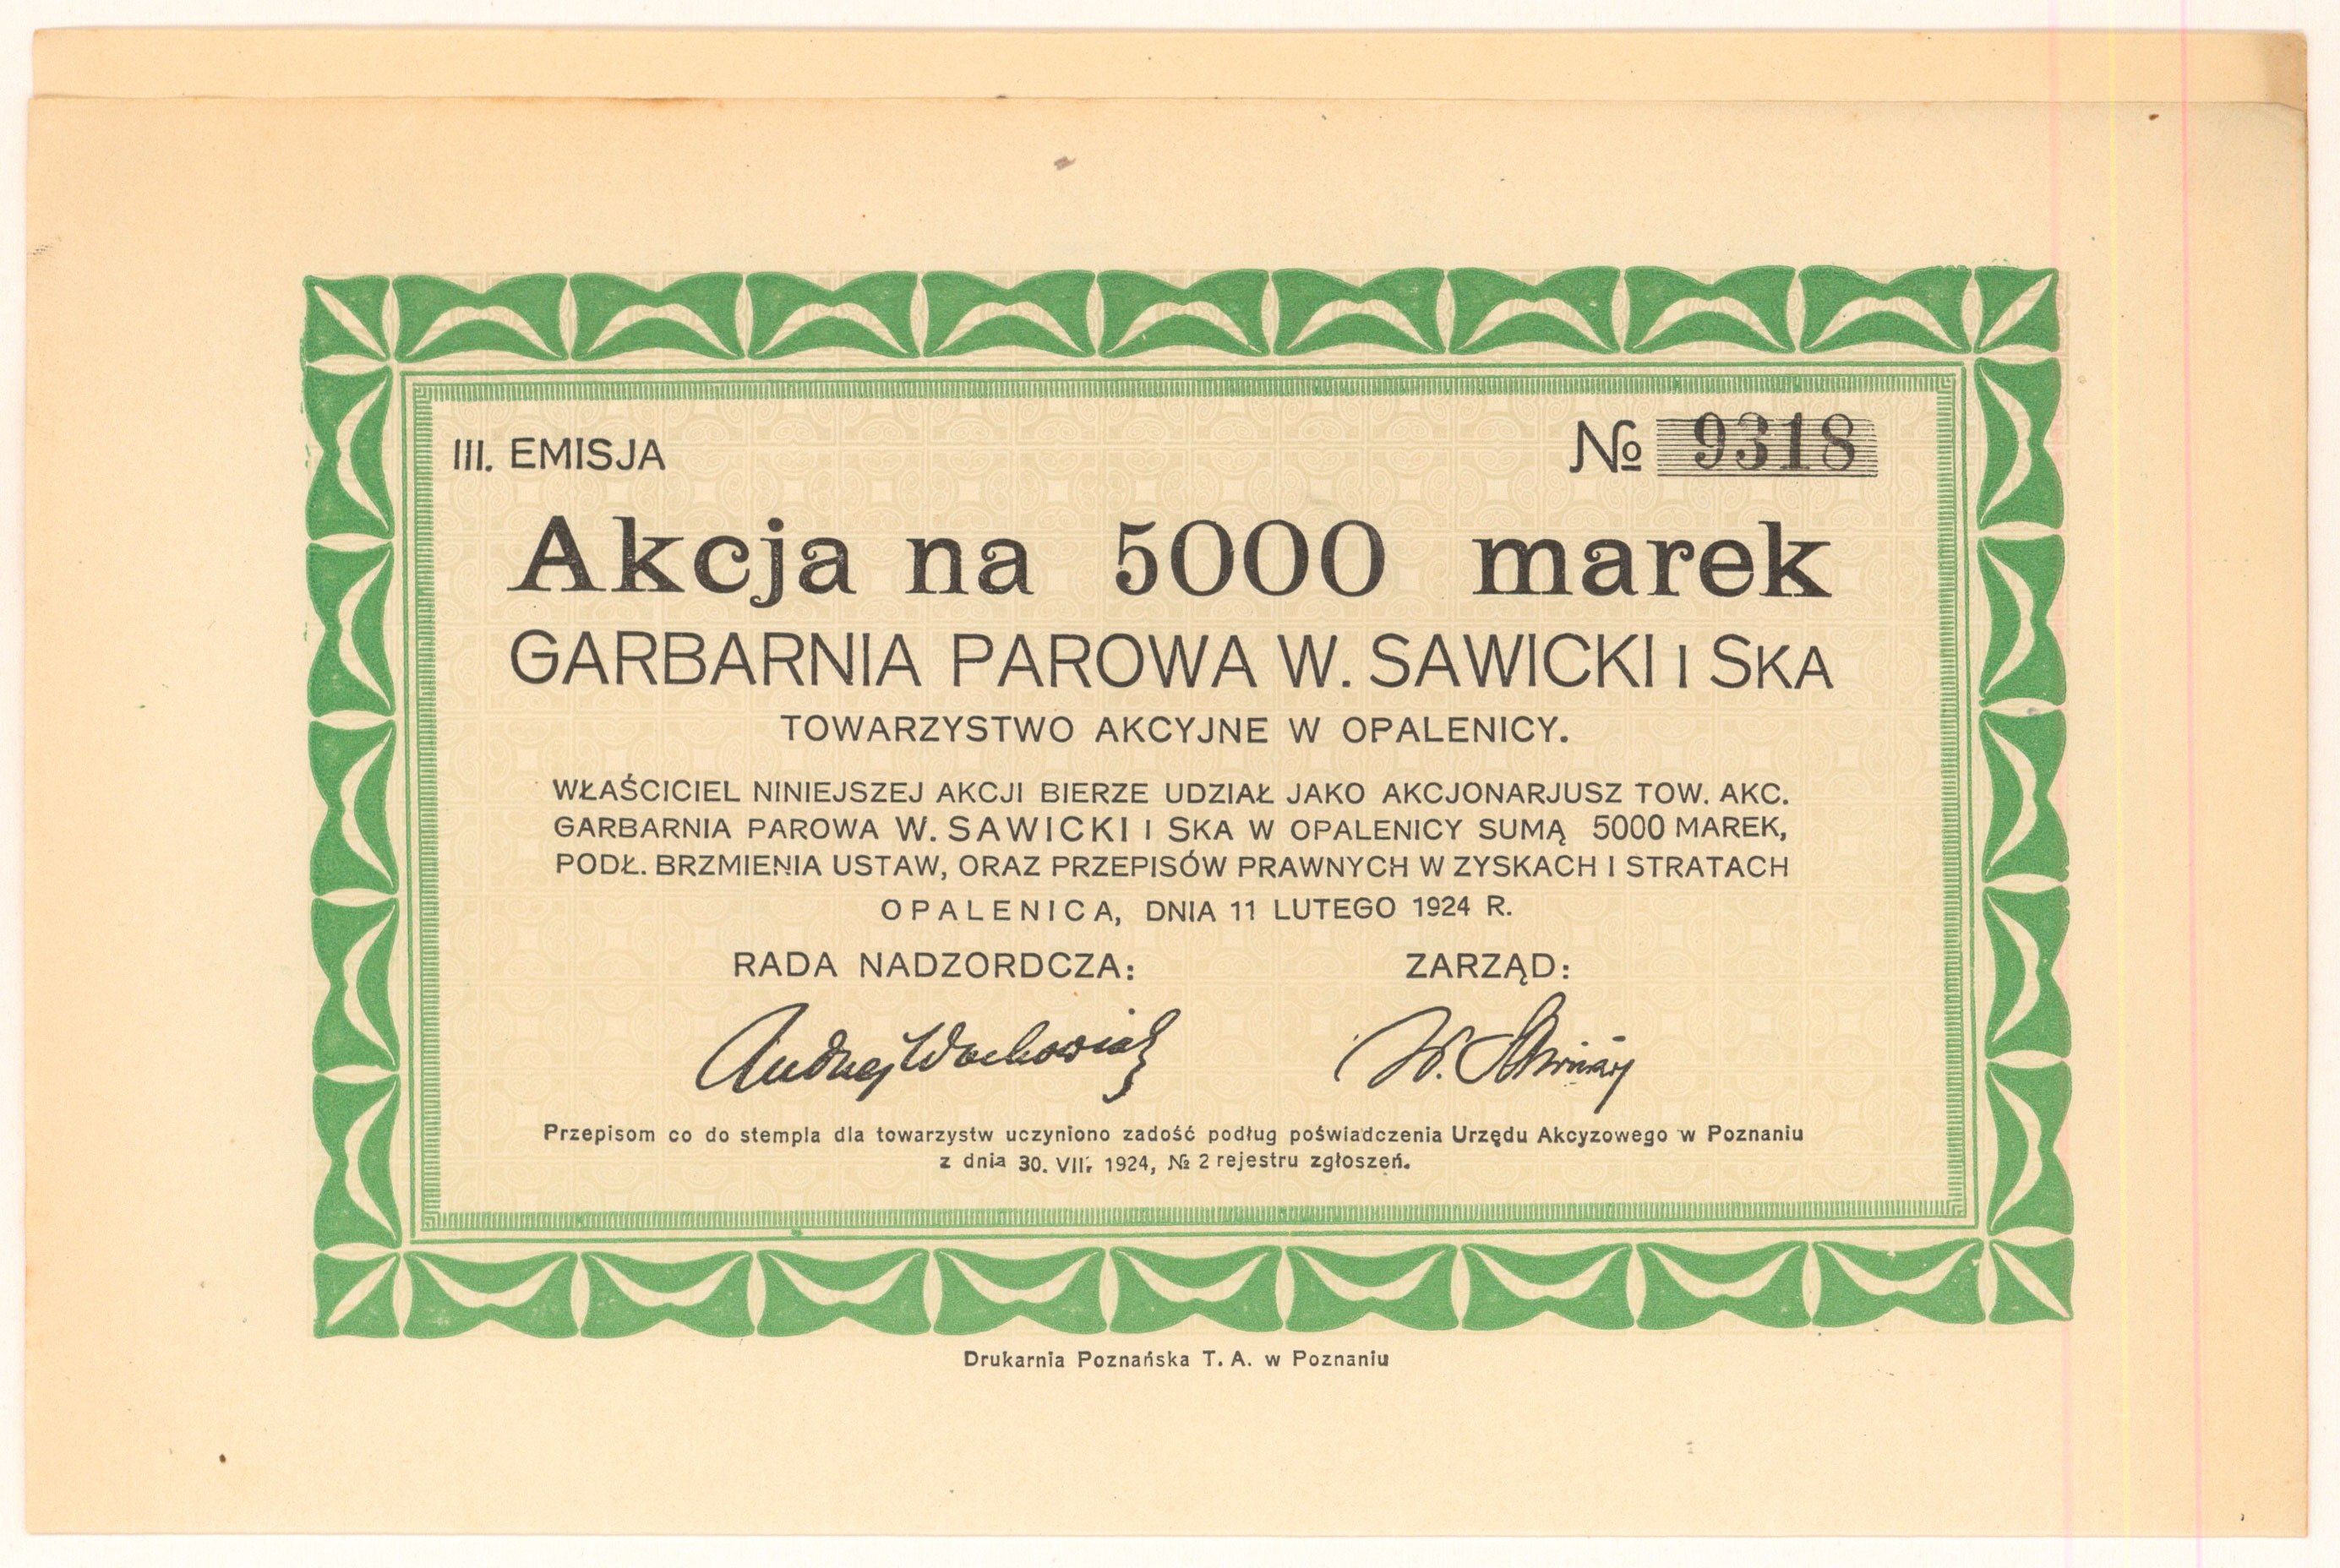 III. EMISJA
№ 9318
Akcja na 5000 marek
GARBARNIA PAROWA W. SAWICKI I SKA
TOWARZYSTWO AKCYJNE W OPALENICY.
WŁAŚCICIEL NINIEJSZEJ AKCJI BIERZE UDZIAŁ JAKO AKCJONARJUSZ TOW. AKC.
GARBARNIA PAROWA W. SAWICKI I SKA W OPALENICY SUMĄ 5000 MAREK,
PODŁ. BRZMIENIA USTAW, ORAZ PRZEPISÓW PRAWNYCH W ZYSKACH I STRATACH
OPALENICA, DNIA 11 LUTEGO 1924 R.
RADA NADZORDCZA: ZARZĄD:
Andrzej Wachowiak W.
Przepisom co do stempla dla towarzystw uczyniono zadość podług poświadczenia Urzędu Akcyzowego w Poznaniu
z dnia 30. VII. 1924, № 2 rejestru zgłoszeń.
Drukarnia Poznańska T. A. w Poznaniu